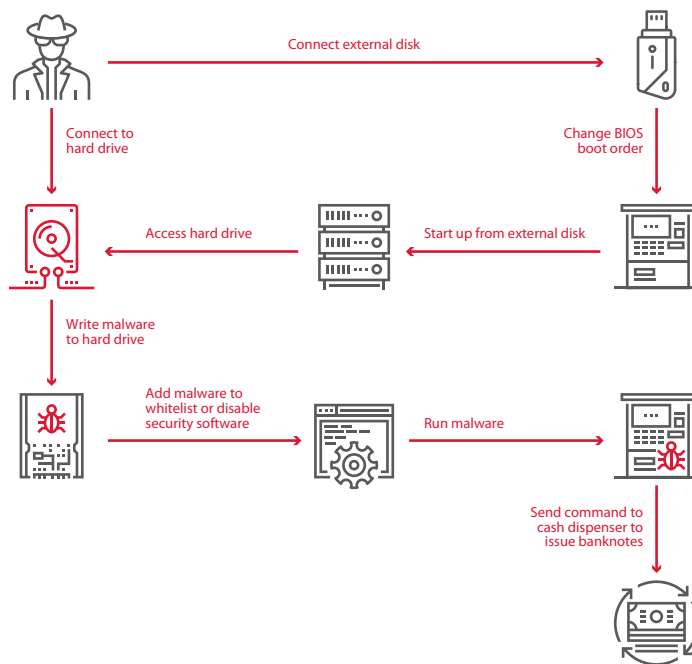 Connect external disk
Connect to
hard drive
Change BIOS
boot order
Access hard drive
Start up from external disk
Write malware
to hard drive
Add malware to
whitelist or disable
security software
Run malware
Send command to
cash dispenser to
issue banknotes